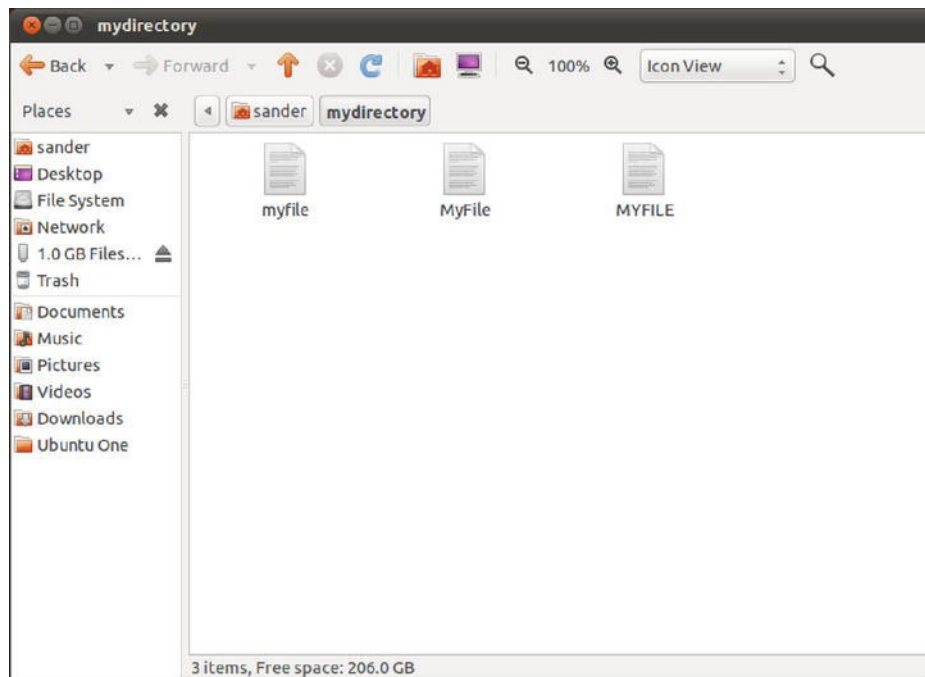 mydirectory
Back Forward 100% Icon View
Places
sander mydirectory
sander
Desktop
File System
Network
1.0 GB Files...
Trash
Documents
Music
Pictures
Videos
Downloads
Ubuntu One
myfile MyFile MYFILE
3 items, Free space: 206.0 GB